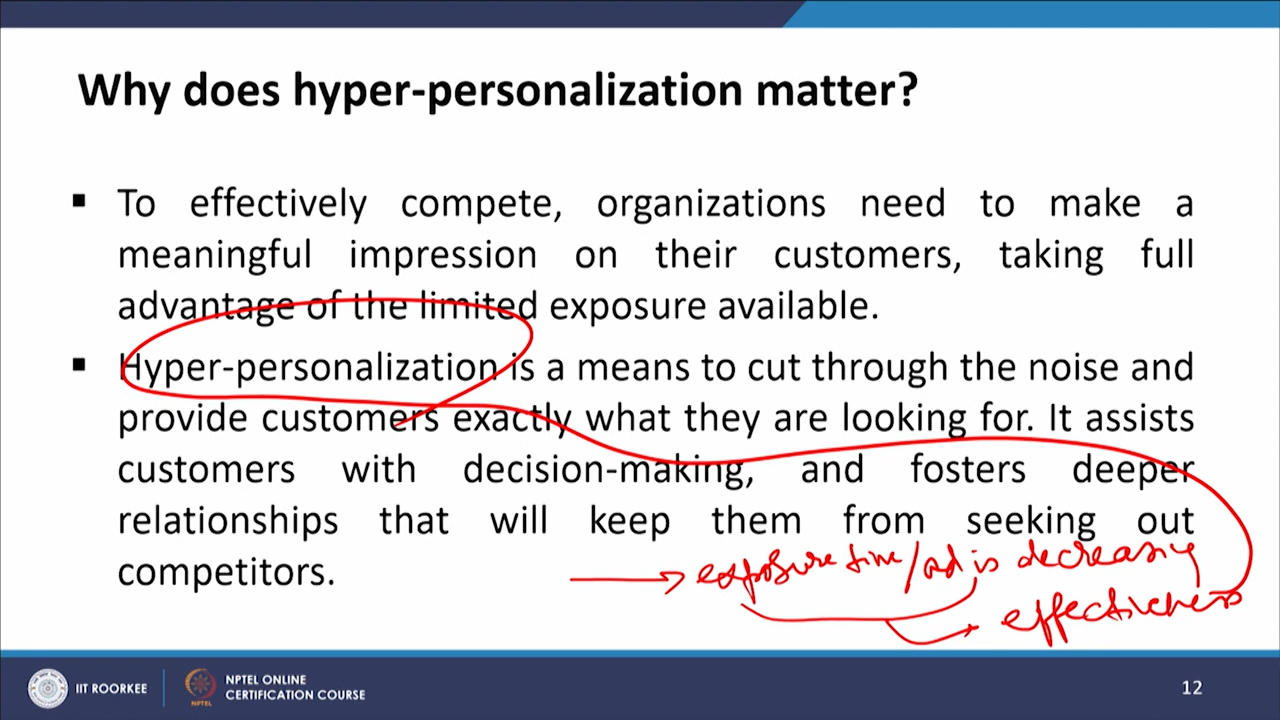 Why does hyper-personalization matter?
▪ To effectively compete, organizations need to make a
meaningful impression on their customers, taking full
advantage of the limited exposure available.
▪ Hyper-personalization is a means to cut through the noise and
provide customers exactly what they are looking for. It assists
customers with decision-making, and fosters deeper
relationships that will keep them from seeking out
competitors.
→ exposure time/ad is decreasing
→ effectiveness
IIT ROORKEE
NPTEL
NPTEL ONLINE
CERTIFICATION COURSE
12